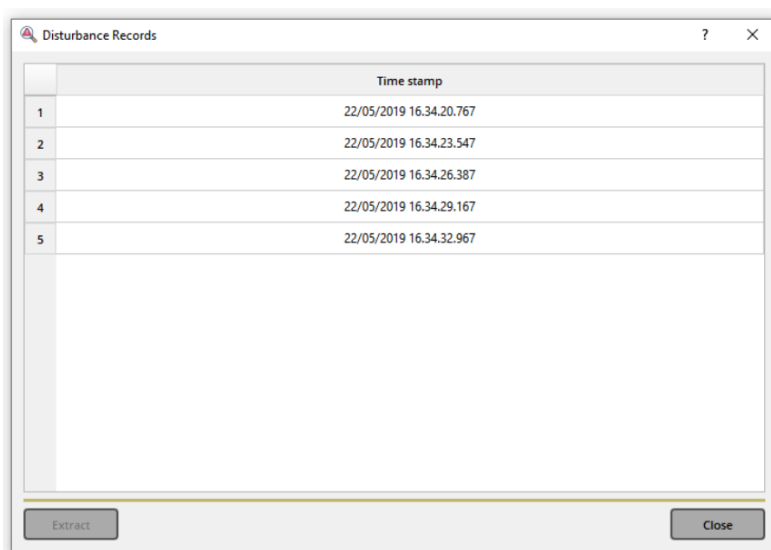 Disturbance Records ?
Time stamp
1 22/05/2019 16.34.20.767
2 22/05/2019 16.34.23.547
3 22/05/2019 16.34.26.387
4 22/05/2019 16.34.29.167
5 22/05/2019 16.34.32.967
Extract Close